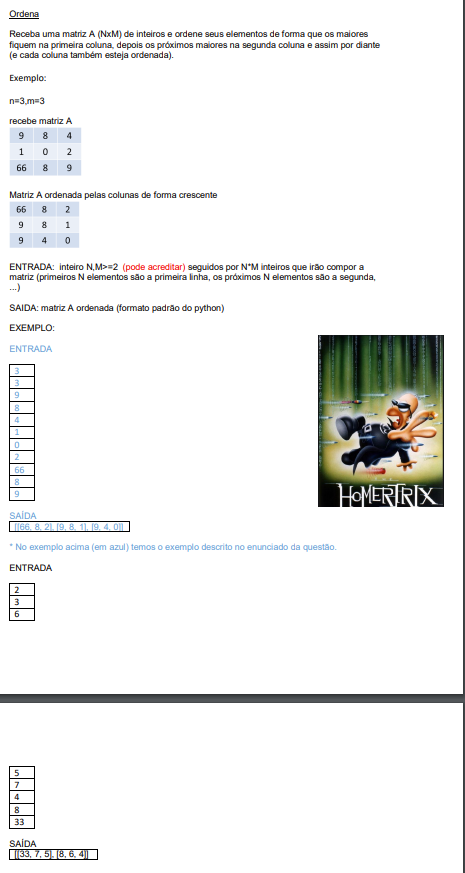 Ordena
Receba uma matriz A (NxM) de inteiros e ordene seus elementos de forma que os maiores
fiquem na primeira coluna, depois os próximos maiores na segunda coluna e assim por diante
(e cada coluna também esteja ordenada).
Exemplo:
n=3,m=3
recebe matriz A
9 8 4
1 0 2
66 8 9
Matriz A ordenada pelas colunas de forma crescente
66 8 2
9 8 1
9 4 0
ENTRADA: inteiro N,M>=2 (pode acreditar) seguidos por N*M inteiros que irão compor a
matriz (primeiros N elementos são a primeira linha, os próximos N elementos são a segunda,
...)
SAIDA: matriz A ordenada (formato padrão do python)
EXEMPLO:
ENTRADA
3
3
9
8
4
1
0
2
66
8
9
HOMERTRIX
SAÍDA
[[66, 8, 2], [9, 8, 1], [9, 4, 0]]
* No exemplo acima (em azul) temos o exemplo descrito no enunciado da questão.
ENTRADA
2
3
6
5
7
4
8
33
SAÍDA
[[33, 7, 5], [8, 6, 4]]